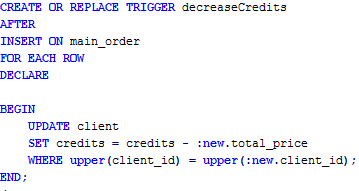 CREATE OR REPLACE TRIGGER decreaseCredits
AFTER
INSERT ON main_order
FOR EACH ROW
DECLARE
BEGIN
UPDATE client
SET credits = credits - :new.total_price
WHERE upper(client_id) = upper(:new.client_id);
END;